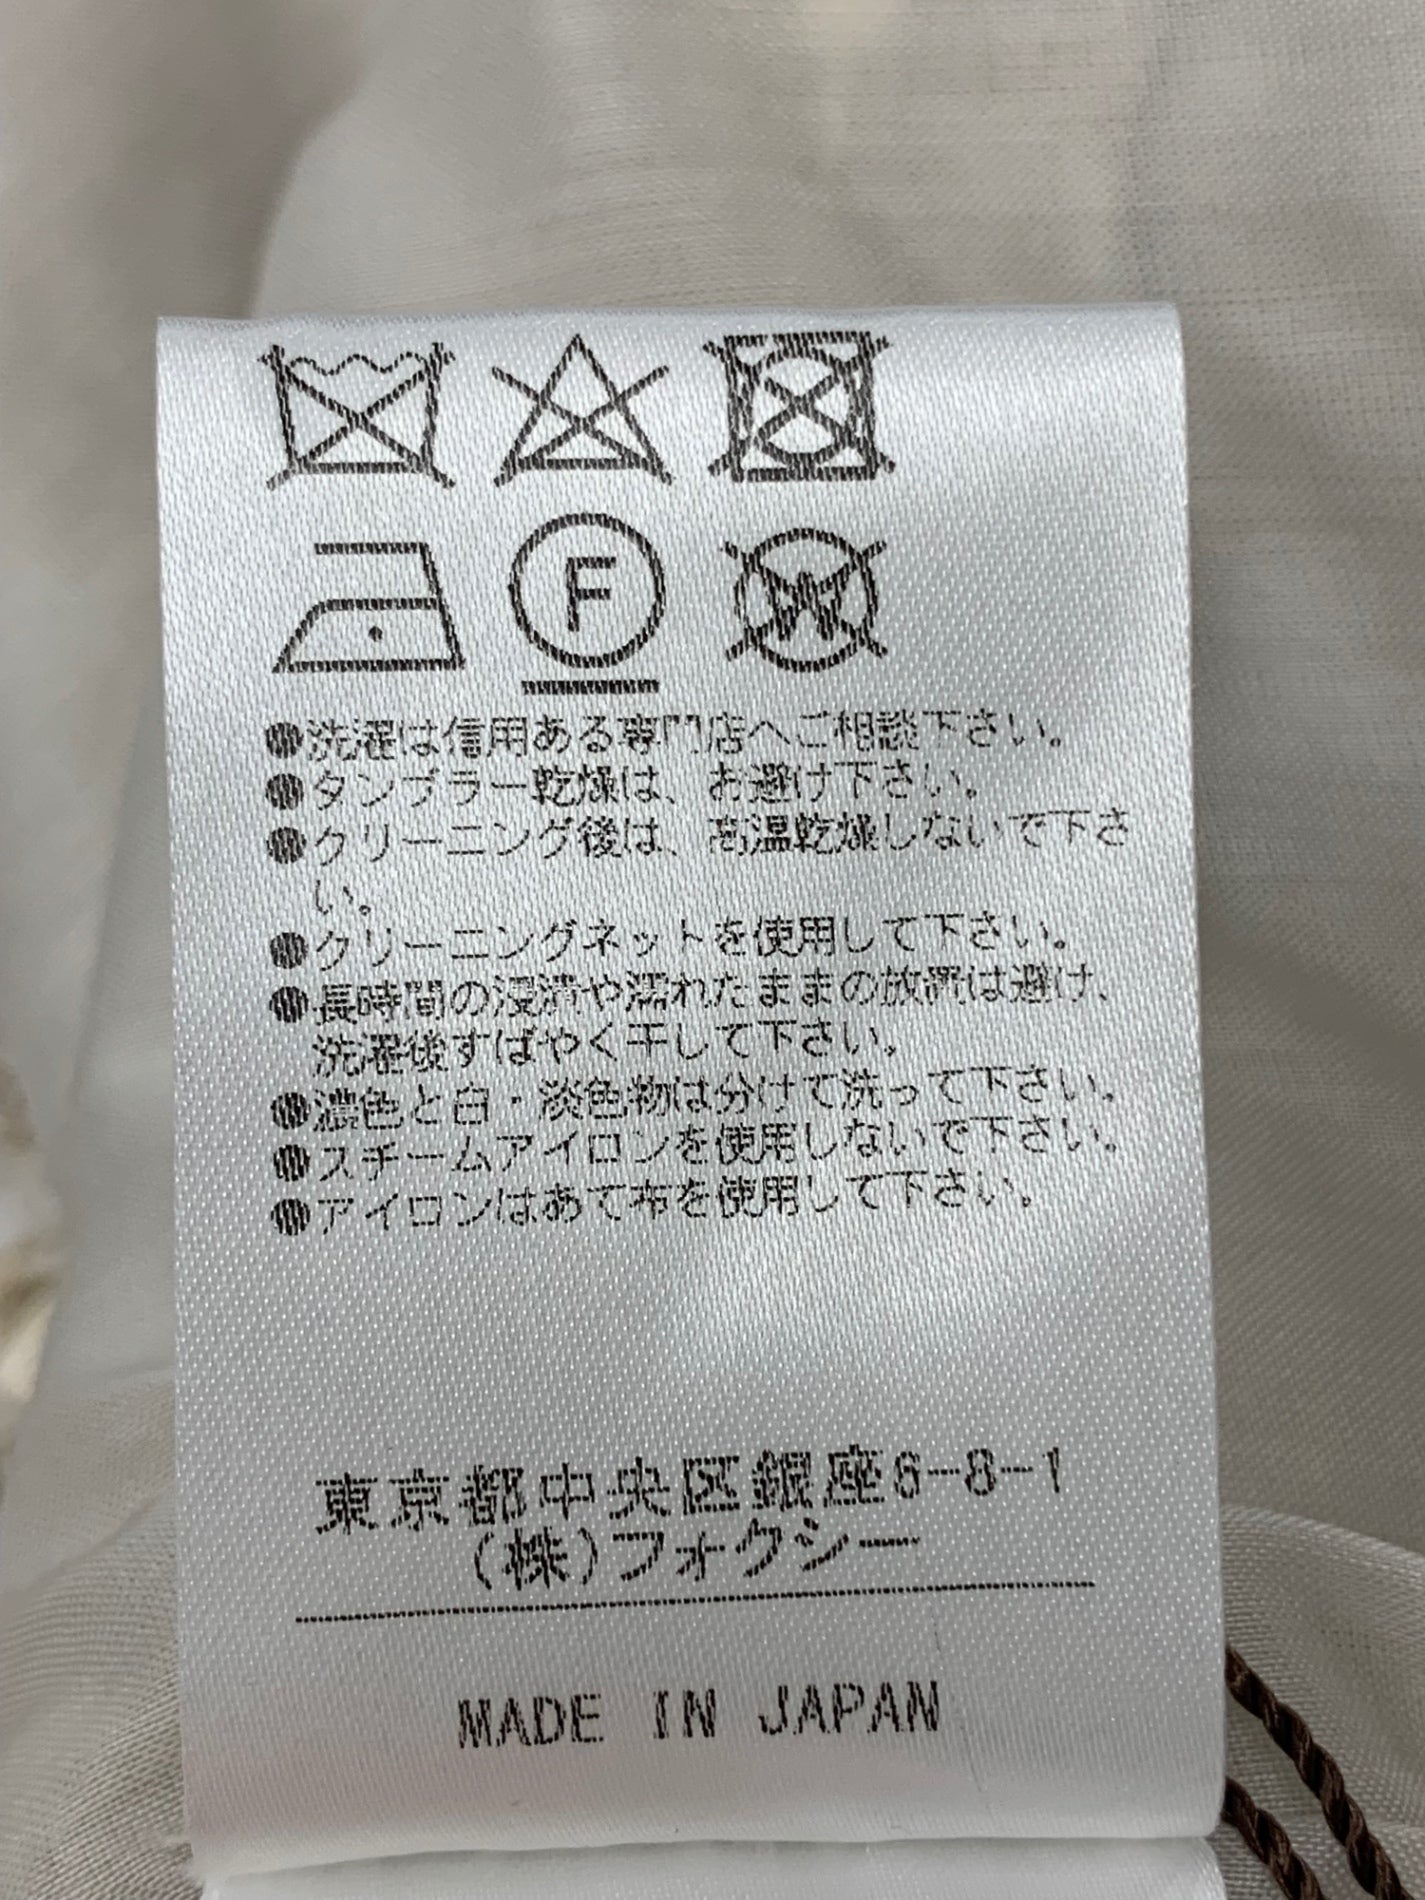 F
W
●洗濯は信用ある専門店へご相談下さい。
●タンブラー乾燥は、お避け下さい。
●クリーニング後は、高温乾燥しないで下さ
い。
●クリーニングネットを使用して下さい。
●長時間の浸漬や濡れたままの放置は避け、
洗濯後すばやく干して下さい。
●濃色と白・淡色物は分けて洗って下さい。
●スチームアイロンを使用しないで下さい。
●アイロンはあて布を使用して下さい。
東京都中央区銀座6-8-1
(株)フォクシー
MADE IN JAPAN